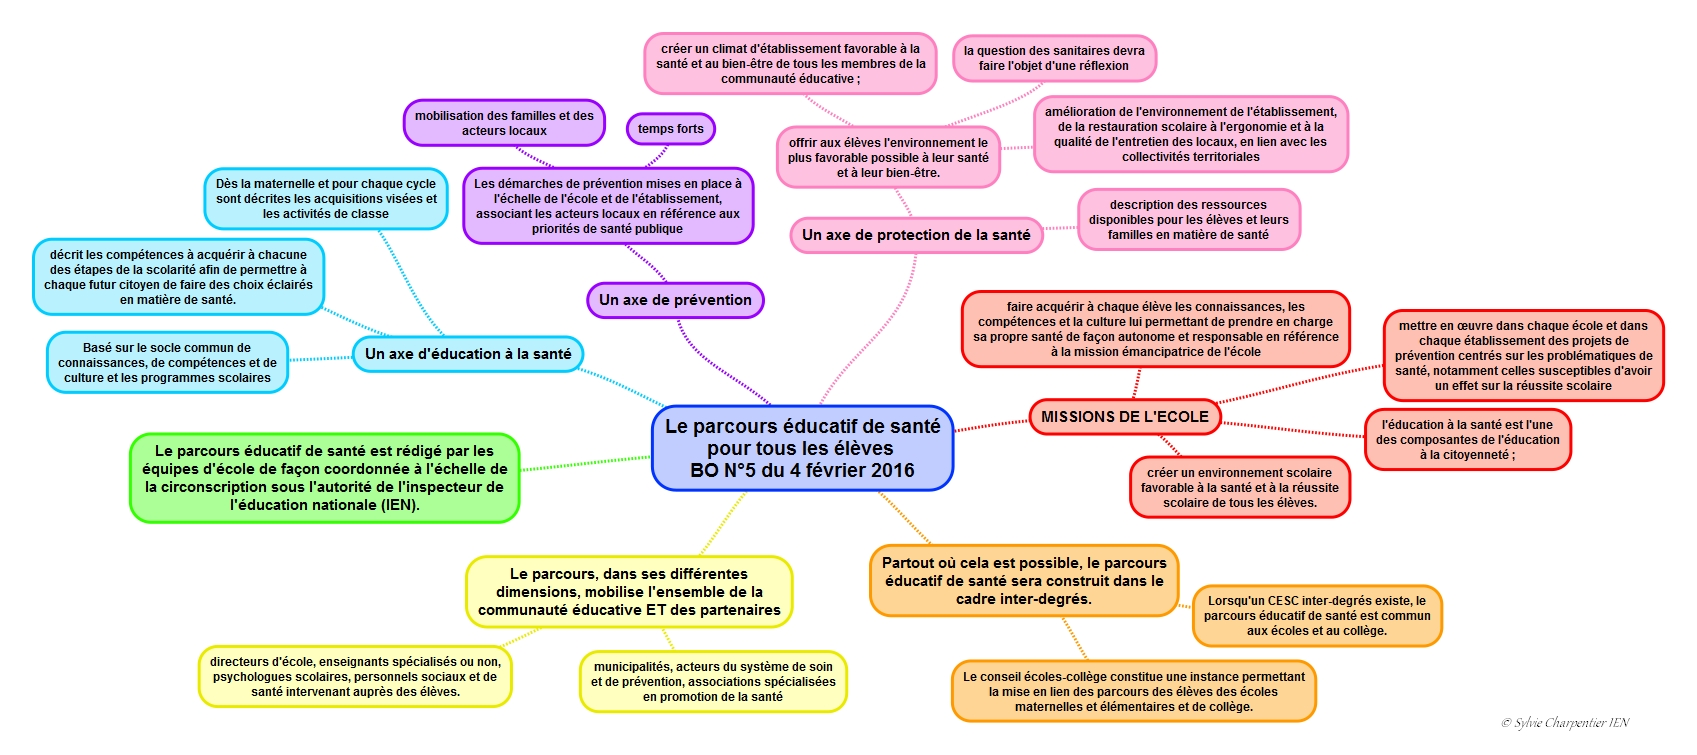 Le parcours éducatif de santé
pour tous les élèves
BO N°5 du 4 février 2016
Un axe de protection de la santé
offrir aux élèves l'environnement le
plus favorable possible à leur santé
et à leur bien-être.
créer un climat d'établissement favorable à la
santé et au bien-être de tous les membres de la
communauté éducative ;
la question des sanitaires devra
faire l'objet d'une réflexion
amélioration de l'environnement de l'établissement,
de la restauration scolaire à l'ergonomie et à la
qualité de l'entretien des locaux, en lien avec les
collectivités territoriales
description des ressources
disponibles pour les élèves et leurs
familles en matière de santé
MISSIONS DE L'ECOLE
faire acquérir à chaque élève les connaissances, les
compétences et la culture lui permettant de prendre en charge
sa propre santé de façon autonome et responsable en référence
à la mission émancipatrice de l'école
mettre en œuvre dans chaque école et dans
chaque établissement des projets de
prévention centrés sur les problématiques de
santé, notamment celles susceptibles d'avoir
un effet sur la réussite scolaire
l'éducation à la santé est l'une
des composantes de l'éducation
à la citoyenneté ;
créer un environnement scolaire
favorable à la santé et à la réussite
scolaire de tous les élèves.
Partout où cela est possible, le parcours
éducatif de santé sera construit dans le
cadre inter-degrés.
Lorsqu'un CESC inter-degrés existe, le
parcours éducatif de santé est commun
aux écoles et au collège.
Le conseil écoles-collège constitue une instance permettant
la mise en lien des parcours des élèves des écoles
maternelles et élémentaires et de collège.
Le parcours, dans ses différentes
dimensions, mobilise l'ensemble de la
communauté éducative ET des partenaires
municipalités, acteurs du système de soin
et de prévention, associations spécialisées
en promotion de la santé
directeurs d'école, enseignants spécialisés ou non,
psychologues scolaires, personnels sociaux et de
santé intervenant auprès des élèves.
Le parcours éducatif de santé est rédigé par les
équipes d'école de façon coordonnée à l'échelle de
la circonscription sous l'autorité de l'inspecteur de
l'éducation nationale (IEN).
Un axe d'éducation à la santé
Basé sur le socle commun de
connaissances, de compétences et de
culture et les programmes scolaires
décrit les compétences à acquérir à chacune
des étapes de la scolarité afin de permettre à
chaque futur citoyen de faire des choix éclairés
en matière de santé.
Dès la maternelle et pour chaque cycle
sont décrites les acquisitions visées et
les activités de classe
Un axe de prévention
Les démarches de prévention mises en place à
l'échelle de l'école et de l'établissement,
associant les acteurs locaux en référence aux
priorités de santé publique
mobilisation des familles et des
acteurs locaux
temps forts
© Sylvie Charpentier IEN